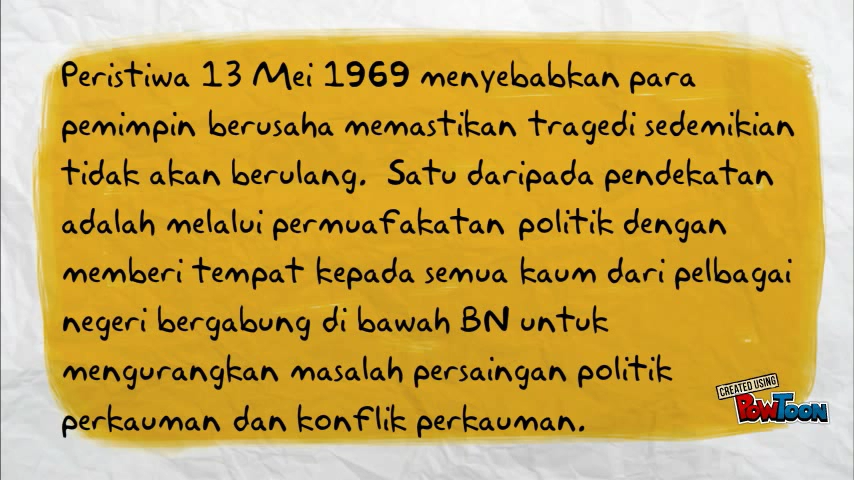 Peristiwa 13 Mei 1969 menyebabkan para
pemimpin berusaha memastikan tragedi sedemikian
tidak akan berulang. Satu daripada pendekatan
adalah melalui permuafakatan politik dengan
memberi tempat kepada semua kaum dari pelbagai
negeri bergabung di bawah BN untuk
mengurangkan masalah persaingan politik
perkauman dan konflik perkauman.
CREATED USING
POWTOON